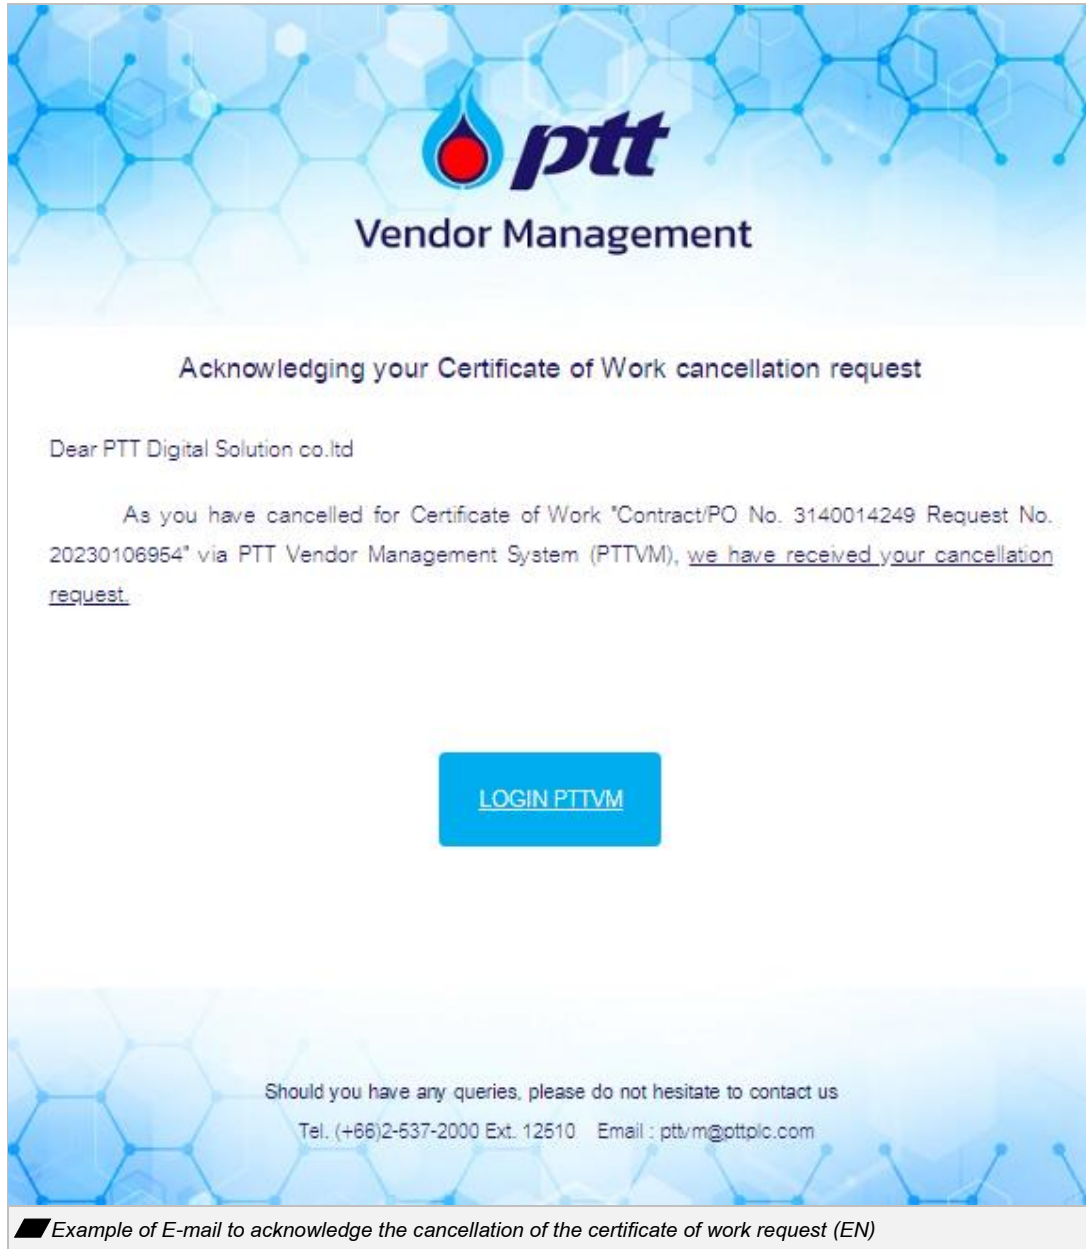 ptt
Vendor Management
Acknowledging your Certificate of Work cancellation request
Dear PTT Digital Solution co.ltd
As you have cancelled for Certificate of Work "Contract/PO No. 3140014249 Request No.
20230106954" via PTT Vendor Management System (PTTVM), we have received your cancellation
request.
LOGIN PTTVM
Should you have any queries, please do not hesitate to contact us
Tel. (+66)2-537-2000 Ext. 12510 Email : pttvm@pttplc.com
Example of E-mail to acknowledge the cancellation of the certificate of work request (EN)